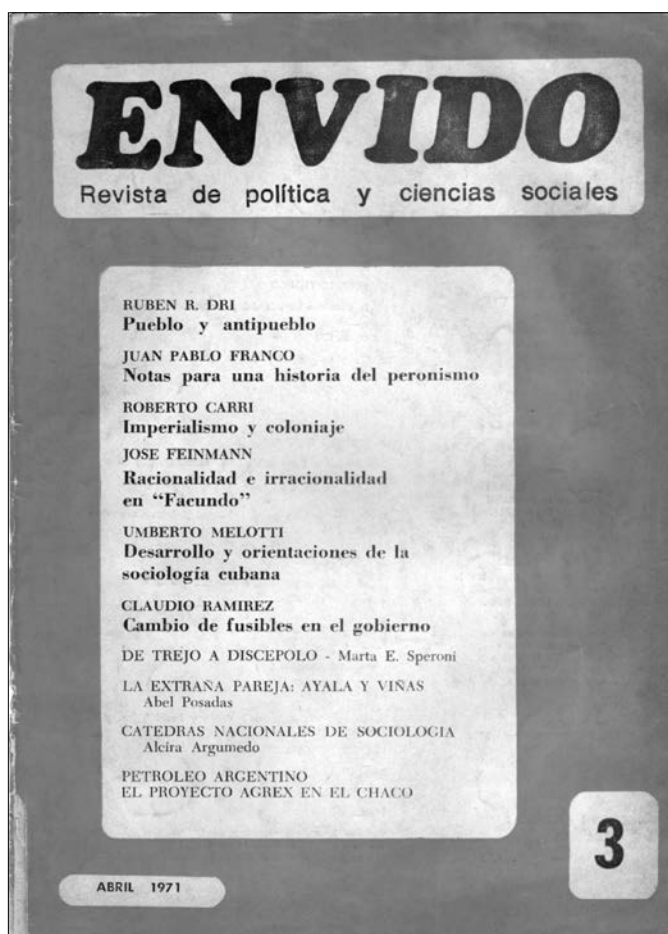 ENVIDO
Revista de política y ciencias sociales
RUBEN R. DRI
Pueblo y antipueblo
JUAN PABLO FRANCO
Notas para una historia del peronismo
ROBERTO CARRI
Imperialismo y coloniaje
JOSE FEINMANN
Racionalidad e irracionalidad
en “Facundo”
UMBERTO MELOTTI
Desarrollo y orientaciones de la
sociología cubana
CLAUDIO RAMIREZ
Cambio de fusibles en el gobierno
DE TREJO A DISCEPOLO - Marta E. Speroni
LA EXTRAÑA PAREJA: AYALA Y VIÑAS
Abel Posadas
CATEDRAS NACIONALES DE SOCIOLOGIA
Alcira Argumedo
PETROLEO ARGENTINO
EL PROYECTO AGREX EN EL CHACO
3
ABRIL 1971